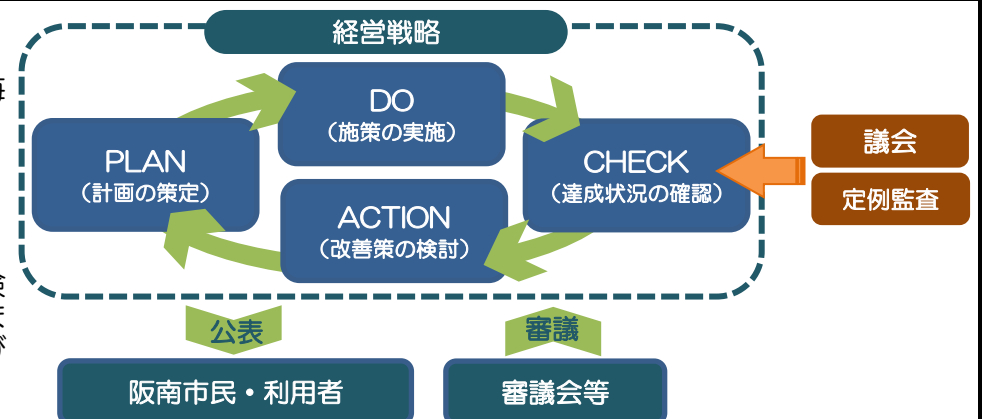 経営戦略
DO
（施策の実施）
PLAN
（計画の策定）
CHECK
（達成状況の確認）
ACTION
（改善策の検討）
議会
定例監査
公表
審議
阪南市民・利用者
審議会等